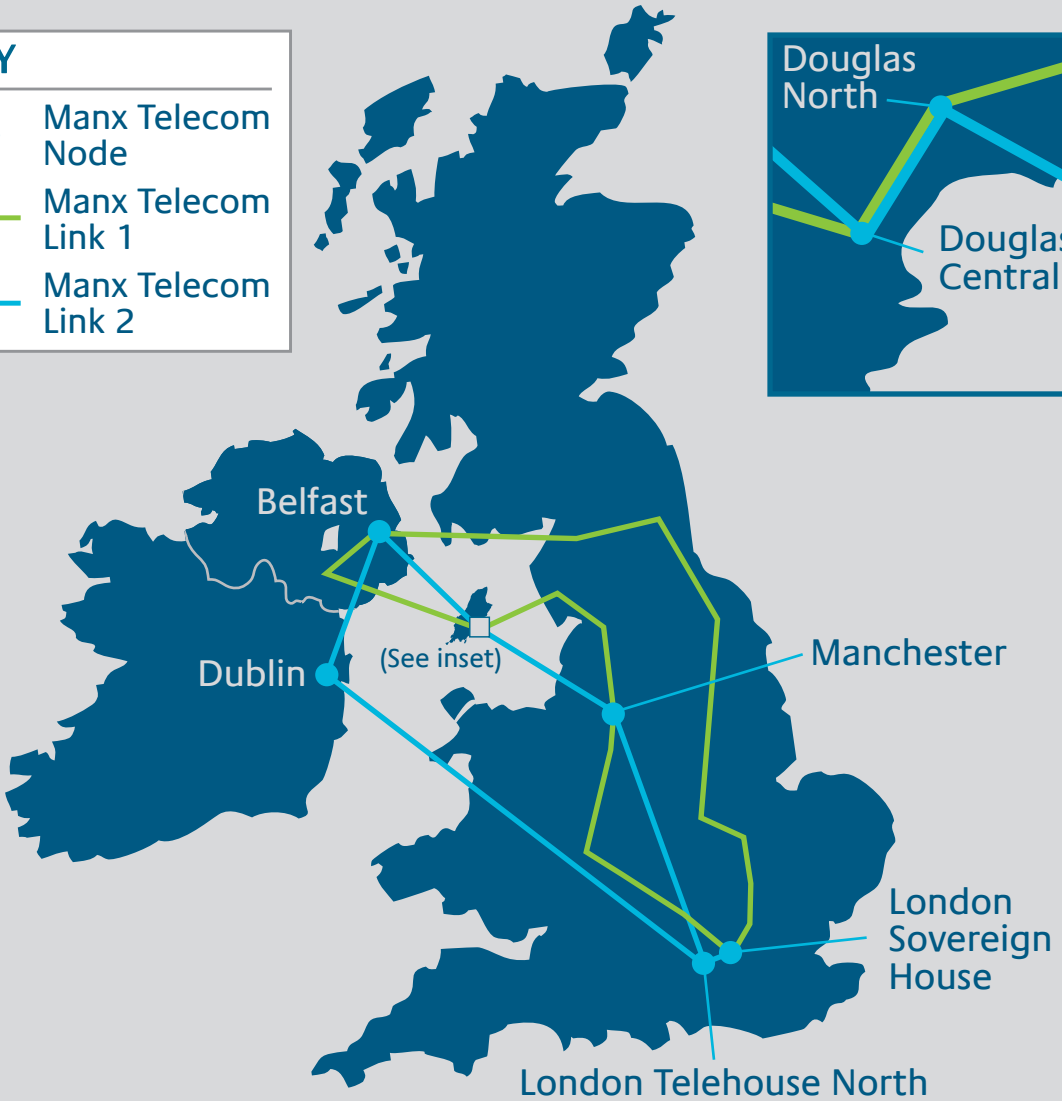 Y
Manx Telecom
Node
Manx Telecom
Link 1
Manx Telecom
Link 2
Douglas
North
Douglas
Central
Belfast
(See inset)
Dublin
Manchester
London
Sovereign
House
London Telehouse North